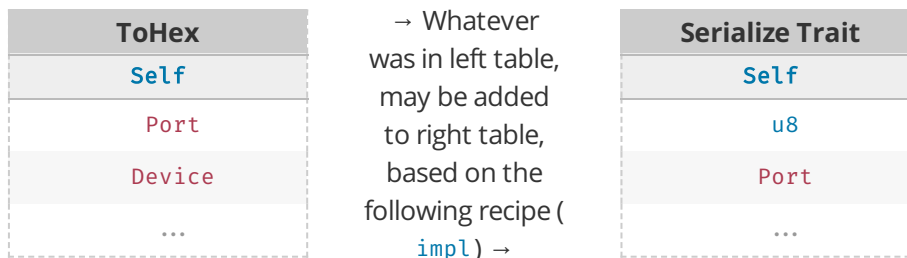 ToHex
Self
Port
Device
...
→ Whatever
was in left table,
may be added
to right table,
based on the
following recipe (
impl) →
Serialize Trait
Self
u8
Port
...